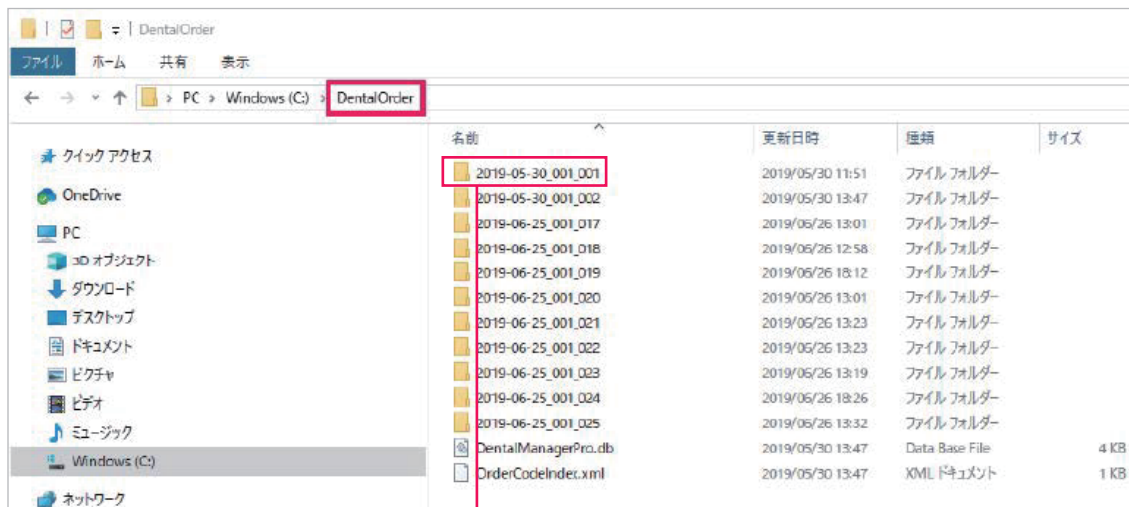 DentalOrder
ファイル ホーム 共有 表示
PC > Windows (C:) > DentalOrder
名前 更新日時 種類 サイズ
クイック アクセス
OneDrive
PC
3D オブジェクト
ダウンロード
デスクトップ
ドキュメント
ピクチャ
ビデオ
ミュージック
Windows (C:)
ネットワーク
2019-05-30_001_001 2019/05/30 11:51 ファイル フォルダー
2019-05-30_001_002 2019/05/30 13:47 ファイル フォルダー
2019-06-25_001_017 2019/06/26 13:01 ファイル フォルダー
2019-06-25_001_018 2019/06/26 12:58 ファイル フォルダー
2019-06-25_001_019 2019/06/26 18:12 ファイル フォルダー
2019-06-25_001_020 2019/06/26 13:01 ファイル フォルダー
2019-06-25_001_021 2019/06/26 13:23 ファイル フォルダー
2019-06-25_001_022 2019/06/26 13:23 ファイル フォルダー
2019-06-25_001_023 2019/06/26 13:19 ファイル フォルダー
2019-06-25_001_024 2019/06/26 18:26 ファイル フォルダー
2019-06-25_001_025 2019/06/26 13:32 ファイル フォルダー
DentalManagerPro.db 2019/05/30 13:47 Data Base File 4 KB
OrderCodeIndex.xml 2019/05/30 13:47 XML ドキュメント 1 KB